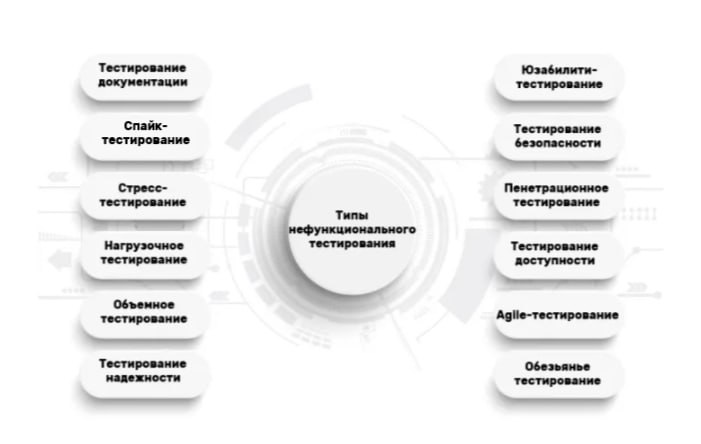 Тестирование
документации
Спайк-
тестирование
Стресс-
тестирование
Нагрузочное
тестирование
Объемное
тестирование
Тестирование
надежности
Типы
нефункционального
тестирования
Юзабилити-
тестирование
Тестирование
безопасности
Пенетрационное
тестирование
Тестирование
доступности
Agile-тестирование
Обезьянье
тестирование